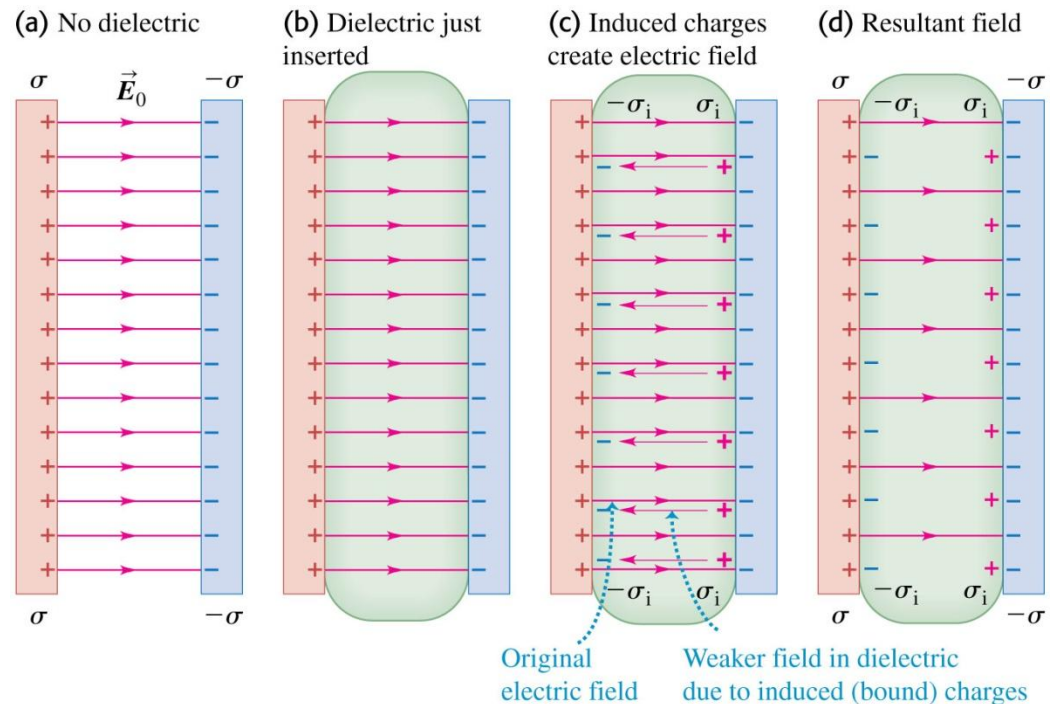 (a) No dielectric
σ
−σ
E⃗₀
σ
−σ
(b) Dielectric just
inserted
(c) Induced charges
create electric field
−σᵢ σᵢ
−σᵢ σᵢ
Original
electric field
Weaker field in dielectric
due to induced (bound) charges
(d) Resultant field
σ
−σ
−σᵢ σᵢ
−σᵢ σᵢ
σ
−σ